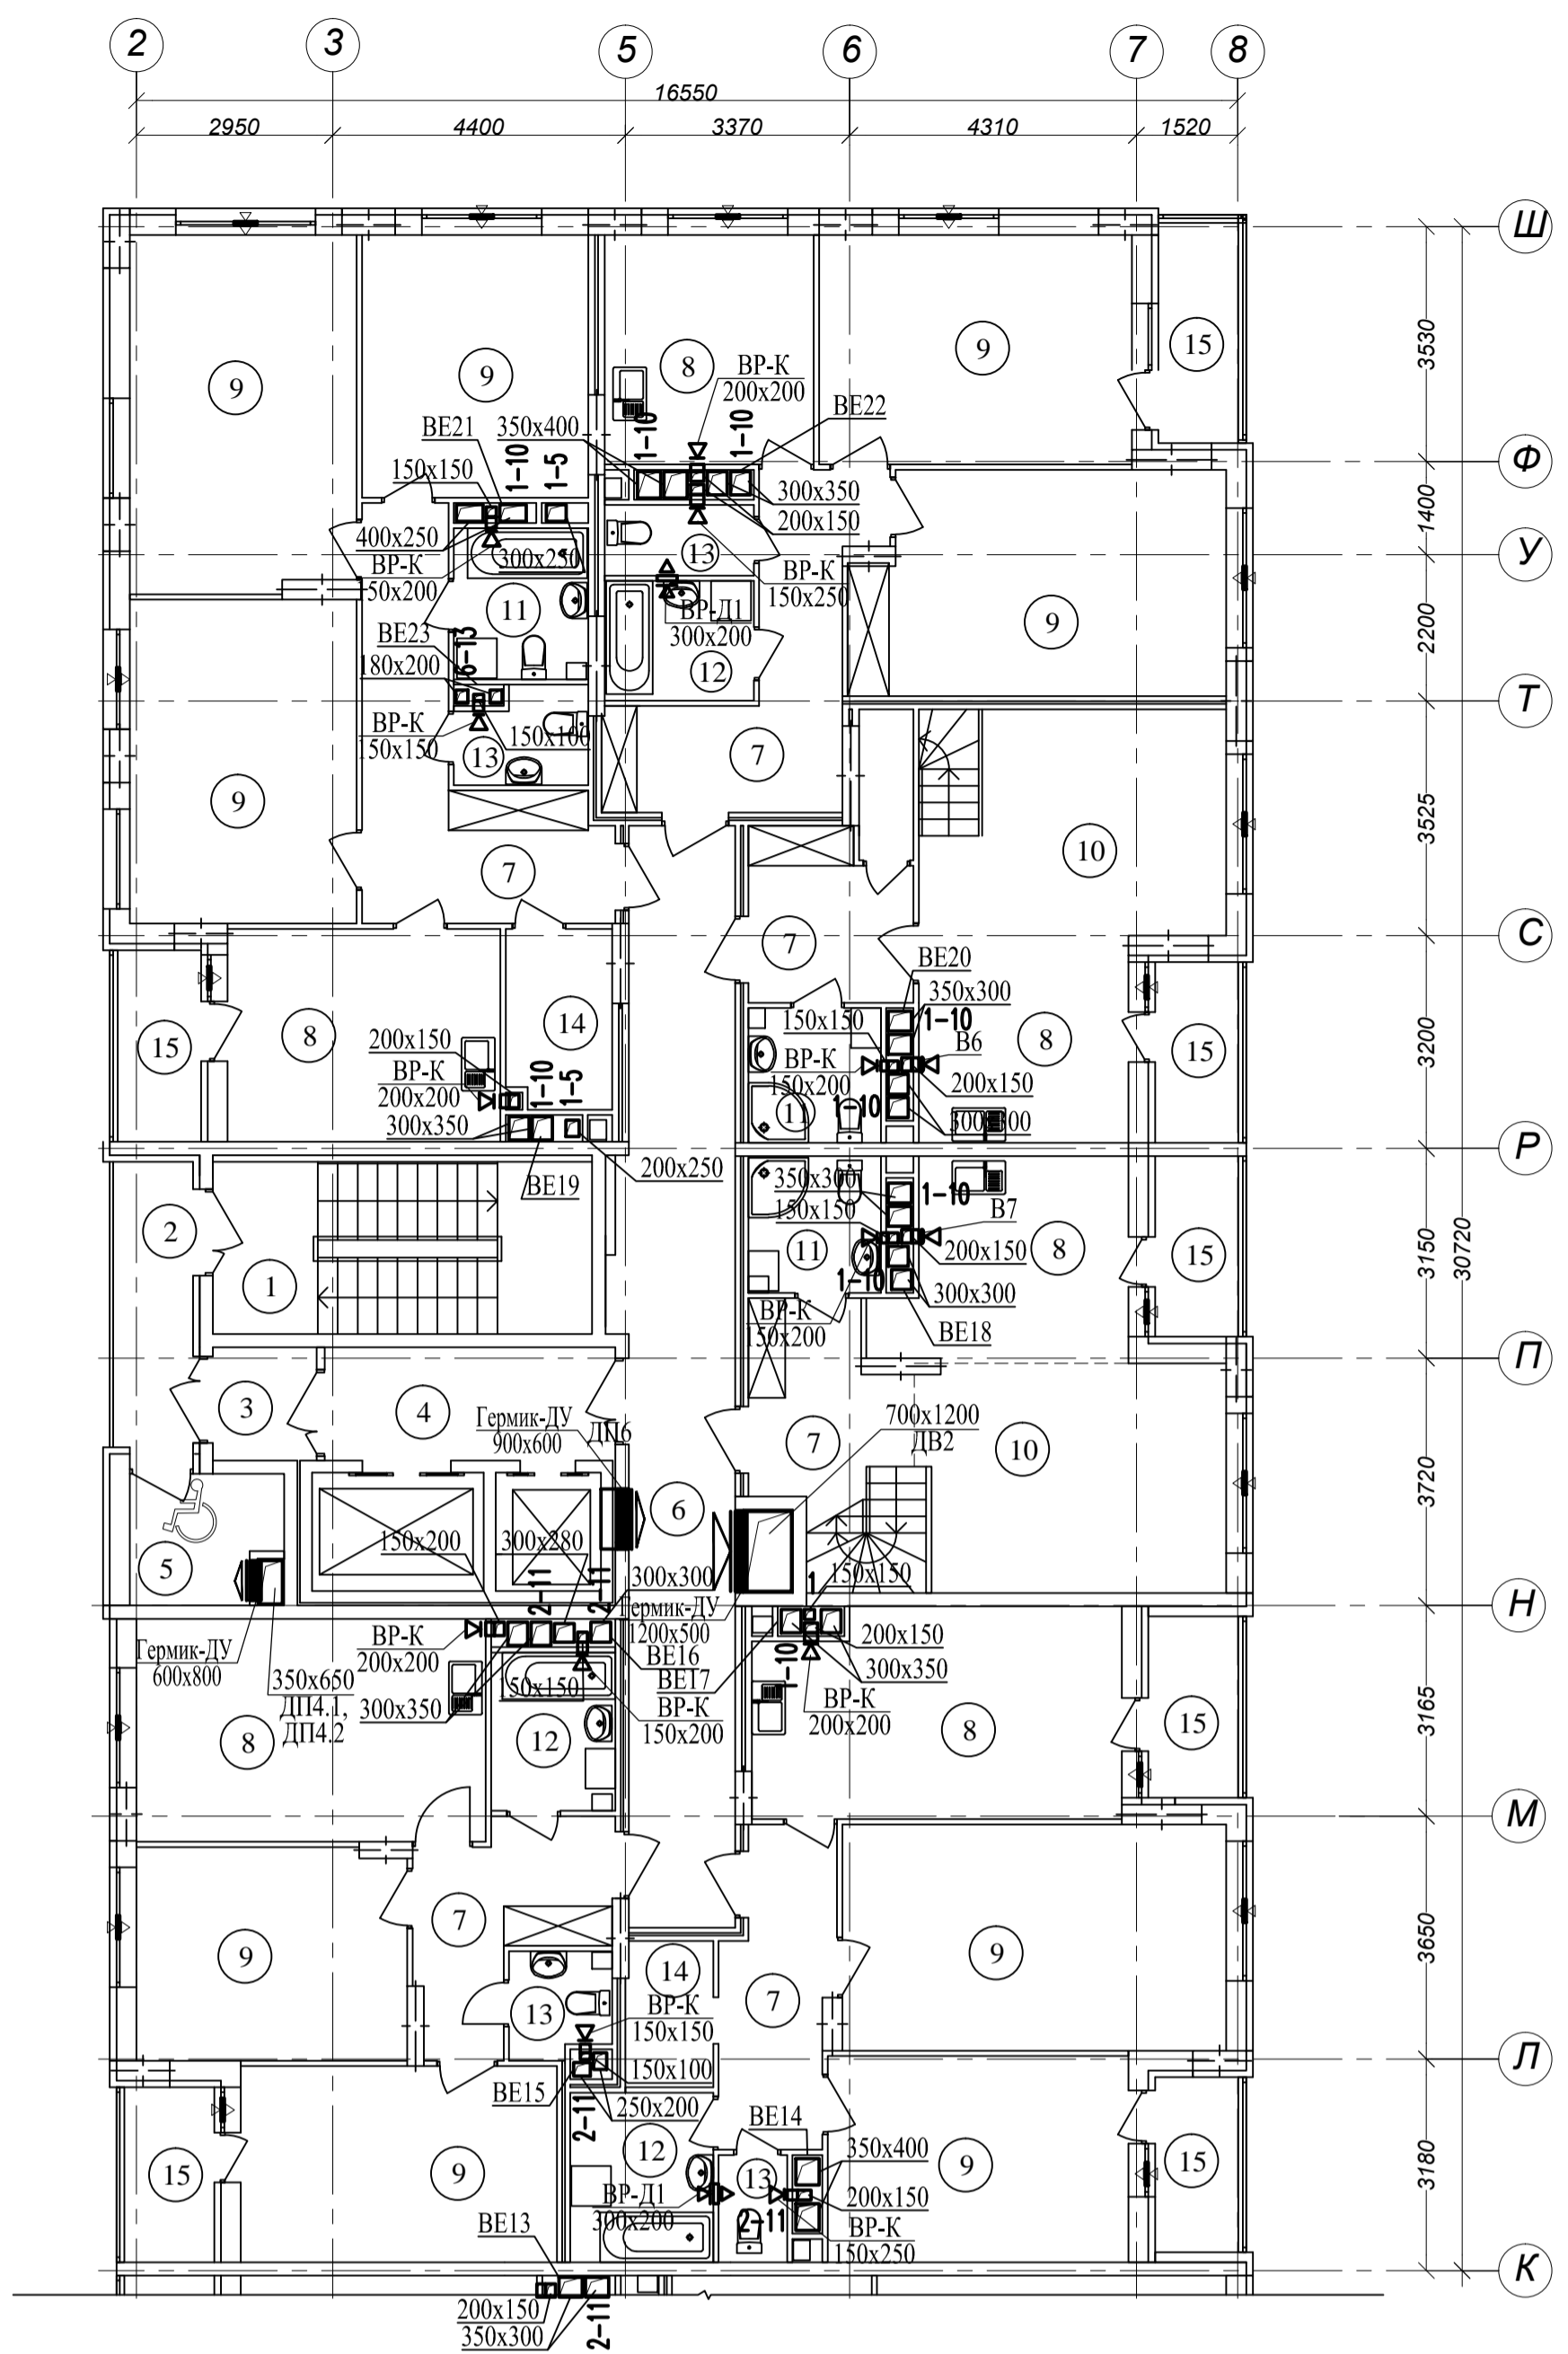 2 3 5 6 7 8
16550
2950 4400 3370 4310 1520
Ш
3530
15
9
8
9
9
ВР-К
200х200
ВЕ22
ВЕ21
350х400
1-10
1-10
1-10
1-5
150х150
Ф
300х350
200х150
1400
400х250
300х250
ВР-К
50х200
13
У
ВР-К
150х250
11
ВР-Д1
300х200
9
2200
ВЕ23
6-13
180х200
12
Т
ВР-К
150х150
150х100
13
7
9
3525
10
7
7
С
ВЕ20
350х300
1-10
15
8
14
200х150
150х150
8
В6
15
3200
ВР-К
200х200
1-10
1-5
ВР-К
150х200
200х150
300х350
11
1-10
300х300
Р
200х250
ВЕ19
350х300
1-10
150х150
В7
2
11
8
15
3150
30720
200х150
1
1-10
300х300
ВР-К
150х200
ВЕ18
П
3
4
Гермик-ДУ
900х600
ДП6
7
700х1200
ДВ2
10
6
3720
5
150х200
300х280
2-11
2-11
300х300
1
150х150
Н
Гермик-ДУ
600х800
ВР-К
200х200
Гермик-ДУ
1200х500
ВЕ16
ВЕ17
1-10
200х150
300х350
350х650
ДП4.1,
ДП4.2
300х350
150х150
ВР-К
150х200
ВР-К
200х200
8
12
8
15
3165
М
7
9
13
14
7
9
3650
ВР-К
150х150
Л
150х100
ВЕ15
250х200
2-11
ВЕ14
350х400
15
9
12
13
9
15
3180
ВР-Д1
300х200
2-11
200х150
ВР-К
150х250
ВЕ13
К
200х150
350х300
2-11